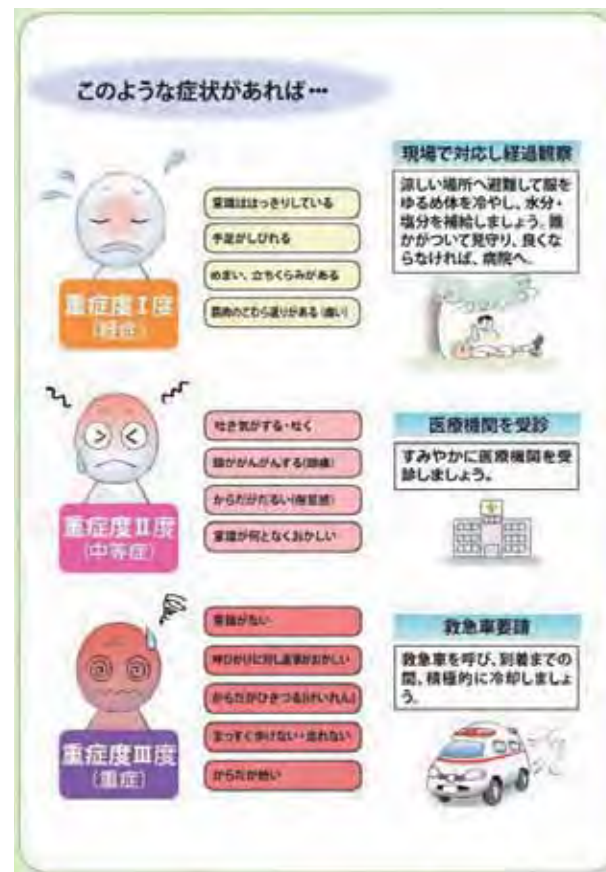 このような症状があれば…
重症度Ⅰ度
(軽症)
意識ははっきりしている
手足がしびれる
めまい、立ちくらみがある
筋肉のこむら返りがある(痛い)
現場で対応し経過観察
涼しい場所へ避難して服を
ゆるめ体を冷やし、水分・
塩分を補給しましょう。誰
かがついて見守り、良くな
らなければ、病院へ。
重症度Ⅱ度
(中等症)
吐き気がする・吐く
頭ががんがんする(頭痛)
からだがだるい(倦怠感)
意識が何となくおかしい
医療機関を受診
すみやかに医療機関を受
診しましょう。
重症度Ⅲ度
(重症)
意識がない
呼びかけに対し返事がおかしい
からだがひきつる(けいれん)
まっすぐ歩けない・走れない
からだが熱い
救急車要請
救急車を呼び、到着までの
間、積極的に冷却しましょ
う。